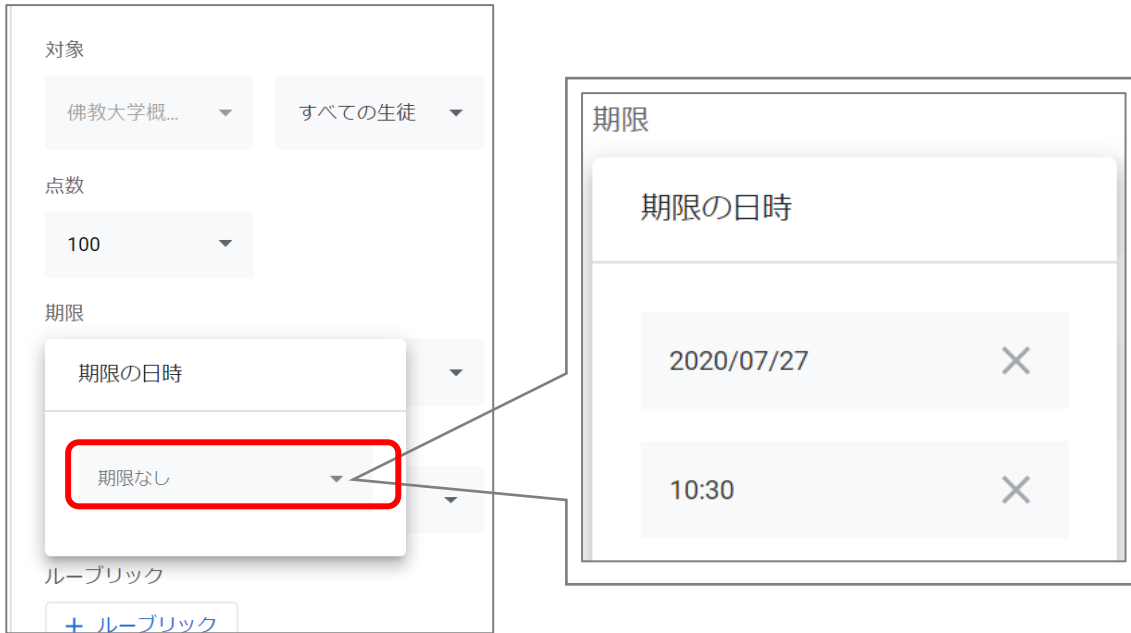 対象
佛教大学概...
すべての生徒
点数
100
期限
期限の日時
期限なし
ルーブリック
+ ルーブリック
期限
期限の日時
2020/07/27
10:30